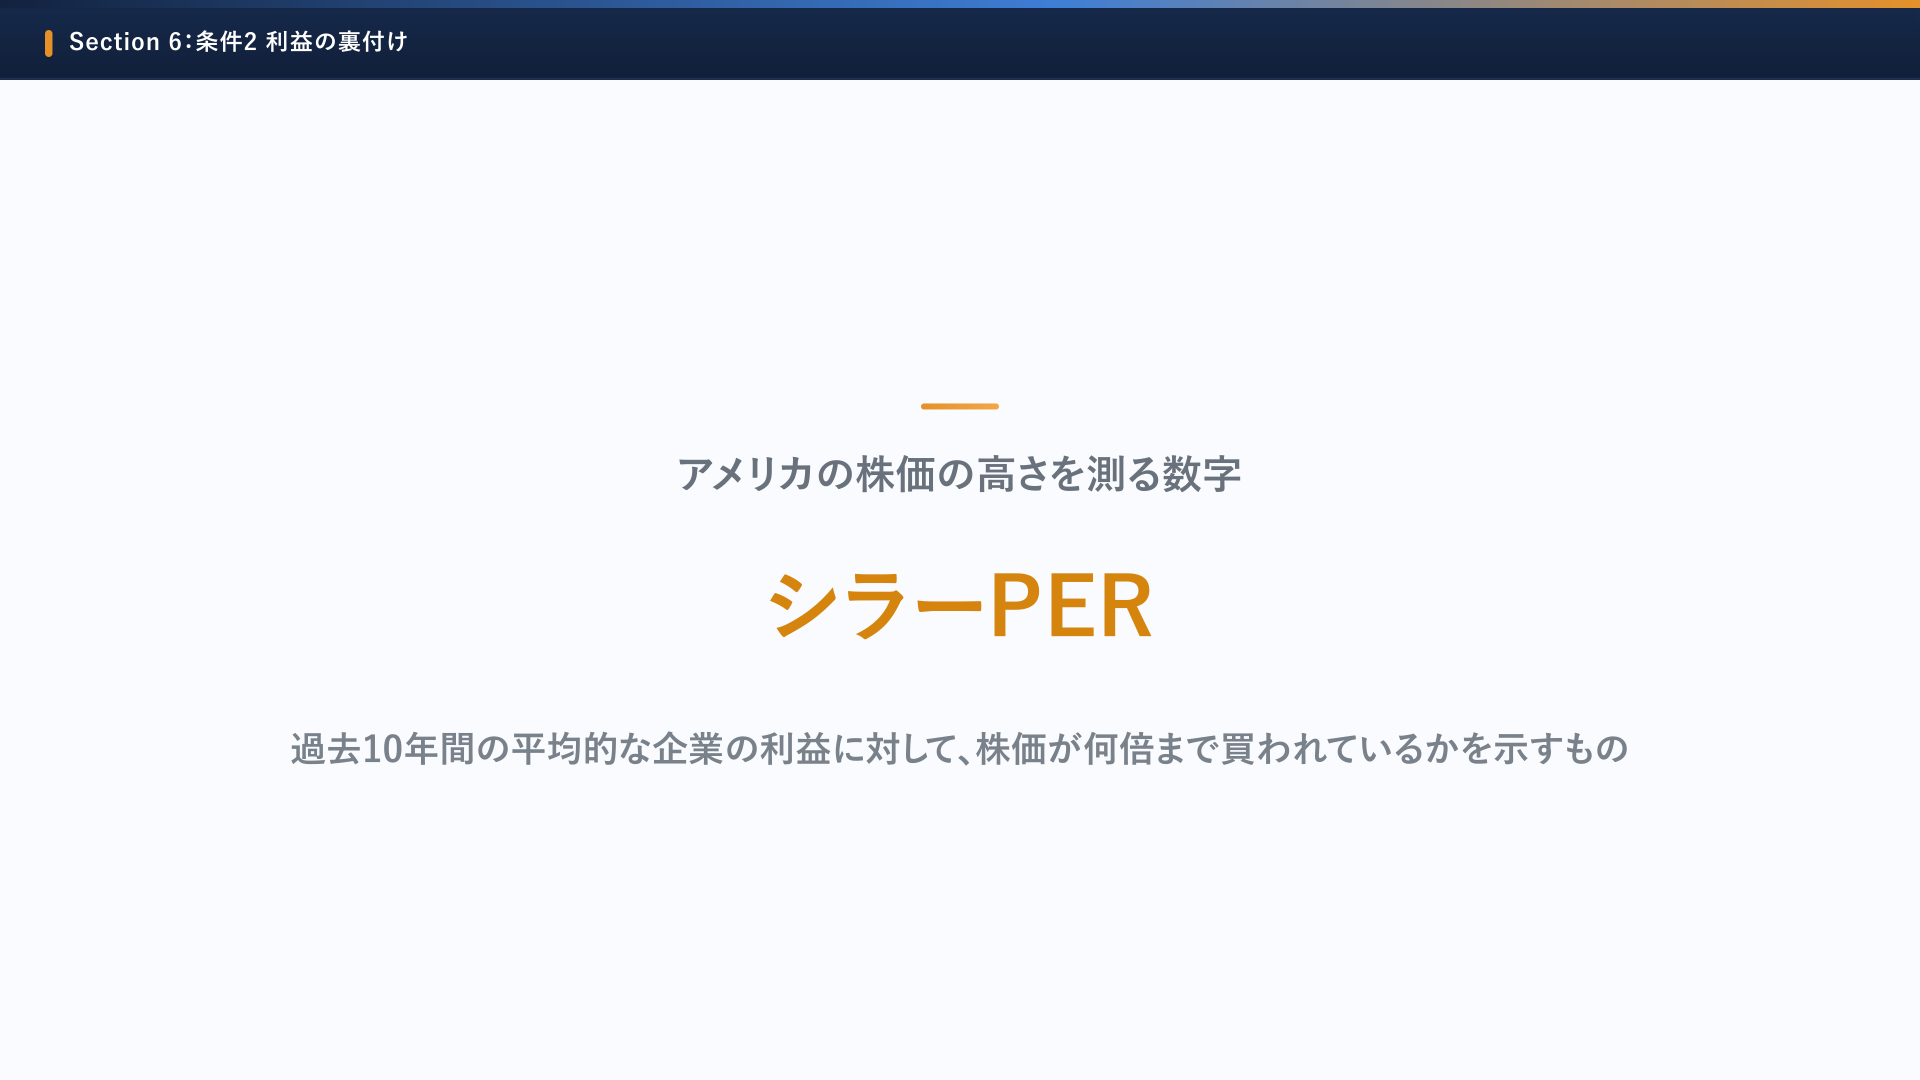 Section 6：条件2 利益の裏付け
アメリカの株価の高さを測る数字
シラーPER
過去10年間の平均的な企業の利益に対して、株価が何倍まで買われているかを示すもの